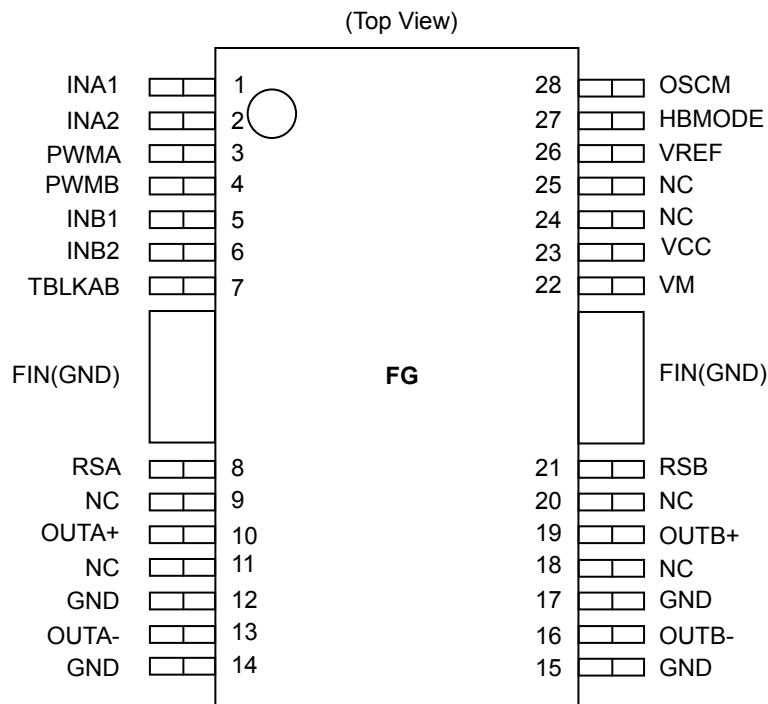 (Top View)
INA1 1 28 OSCM
INA2 2 27 HBMODE
PWMA 3 26 VREF
PWMB 4 25 NC
INB1 5 24 NC
INB2 6 23 VCC
TBLKAB 7 22 VM
FIN(GND) FG FIN(GND)
RSA 8 21 RSB
NC 9 20 NC
OUTA+ 10 19 OUTB+
NC 11 18 NC
GND 12 17 GND
OUTA- 13 16 OUTB-
GND 14 15 GND